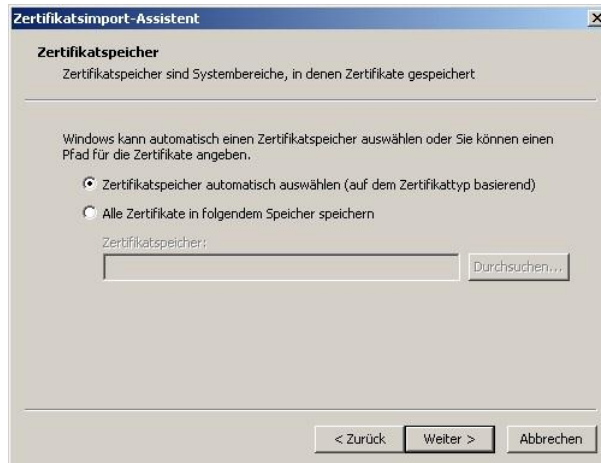 Zertifikatsimport-Assistent
Zertifikatspeicher
Zertifikatspeicher sind Systembereiche, in denen Zertifikate gespeichert
Windows kann automatisch einen Zertifikatspeicher auswählen oder Sie können einen
Pfad für die Zertifikate angeben.
Zertifikatspeicher automatisch auswählen (auf dem Zertifikattyp basierend)
Alle Zertifikate in folgendem Speicher speichern
Zertifikatspeicher:
Durchsuchen...
< Zurück
Weiter >
Abbrechen